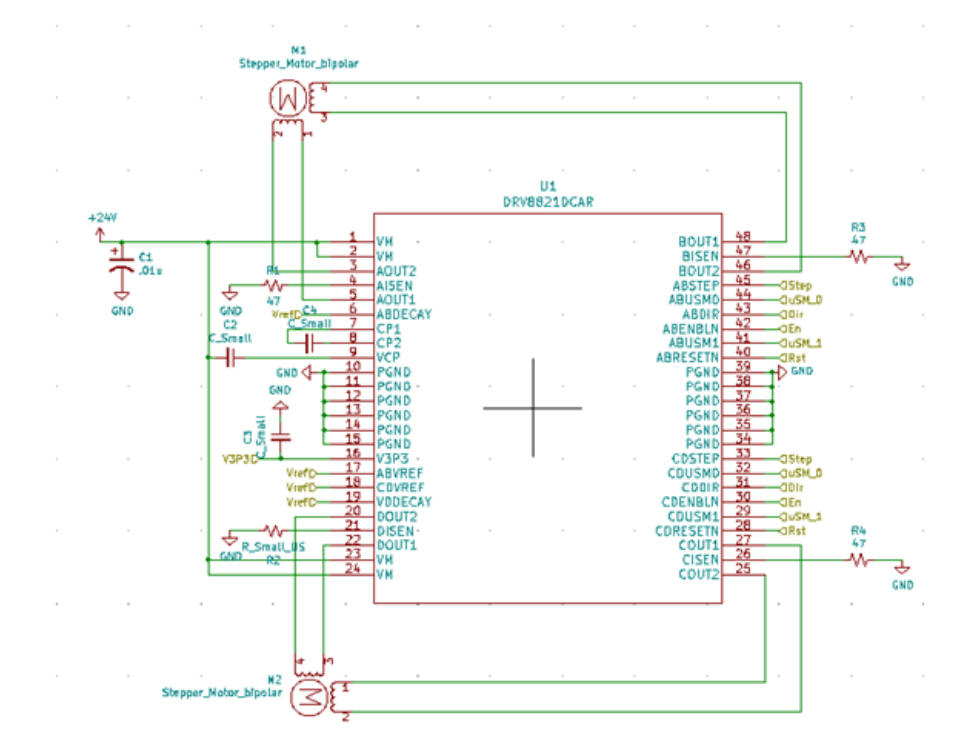 M1
Stepper_Motor_bipolar
4
3
2
1
M
U1
DRV8821DCAR
+24V
C1
.01u
GND
1 VM
2 VM
3 AOUT2
4 AISEN
5 AOUT1
6 ABDECAY
7 CP1
8 CP2
9 VCP
10 PGND
11 PGND
12 PGND
13 PGND
14 PGND
15 PGND
16 V3P3
17 ABVREF
18 CDVREF
19 VDDECAY
20 DOUT2
21 DISEN
22 DOUT1
23 VM
24 VM
BOUT1 48
BISEN 47
BOUT2 46
ABSTEP 45 Step
ABUSMD 44 uSM_0
ABDIR 43 Dir
ABENBLN 42 En
ABUSM1 41 uSM_1
ABRESETN 40 Rst
PGND 39 GND
PGND 38
PGND 37
PGND 36
PGND 35
PGND 34
CDSTEP 33 Step
CDUSMD 32 uSM_0
CDDIR 31 Dir
CDENBLN 30 En
CDUSM1 29 uSM_1
CDRESETN 28 Rst
COUT1 27
CISEN 26
COUT2 25
R3
47
GND
R4
47
GND
R1
47
GND
Vref
C4
C_Small
C2
C_Small
GND
GND
C3
C_Small
V3P3
Vref
Vref
Vref
GND
R_Small_US
R2
4
3
M2
Stepper_Motor_bipolar
M
1
2